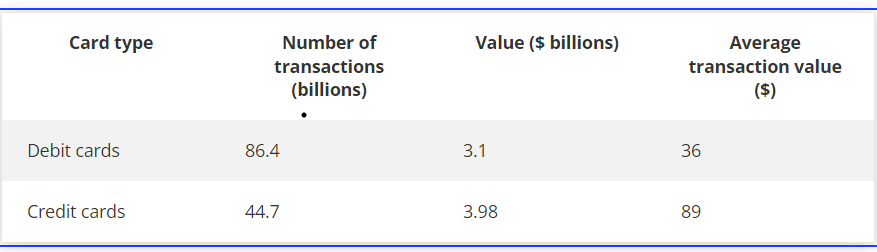 Card type Number of transactions (billions) Value ($ billions) Average transaction value ($)
Debit cards 86.4 3.1 36
Credit cards 44.7 3.98 89